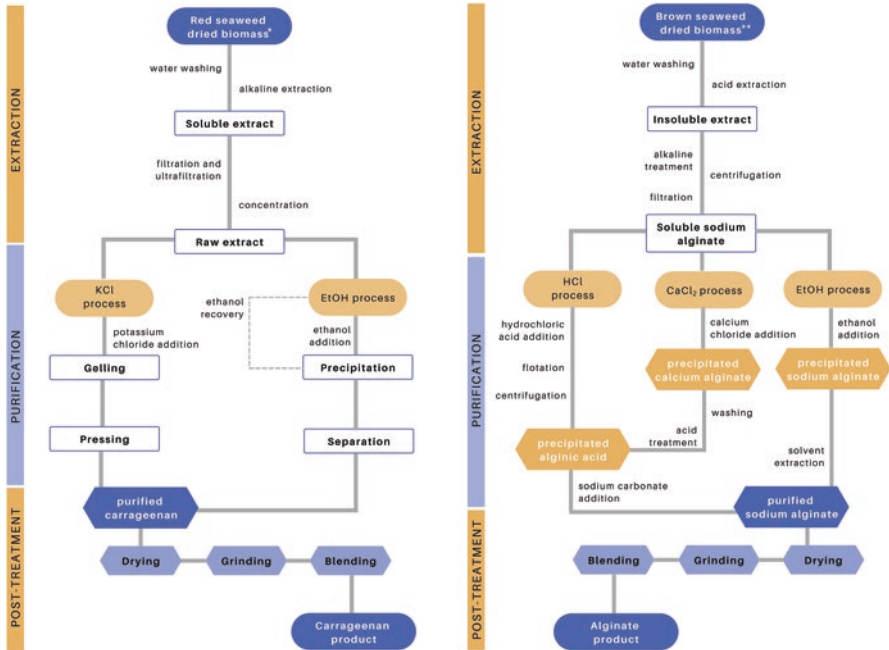 EXTRACTION
PURIFICATION
POST-TREATMENT
Red seaweed
dried biomass*
water washing
alkaline extraction
Soluble extract
filtration and
ultrafiltration
concentration
Raw extract
KCl
process
potassium
chloride addition
Gelling
Pressing
ethanol
recovery
EtOH process
ethanol
addition
Precipitation
Separation
purified
carrageenan
Drying
Grinding
Blending
Carrageenan
product
EXTRACTION
PURIFICATION
POST-TREATMENT
Brown seaweed
dried biomass**
water washing
acid extraction
Insoluble extract
alkaline
treatment
centrifugation
filtration
Soluble sodium
alginate
HCl
process
hydrochloric
acid addition
flotation
centrifugation
precipitated
alginic acid
CaCl₂ process
calcium
chloride addition
precipitated
calcium alginate
washing
acid
treatment
EtOH process
ethanol
addition
precipitated
sodium alginate
solvent
extraction
sodium carbonate
addition
purified
sodium alginate
Blending
Grinding
Drying
Alginate
product